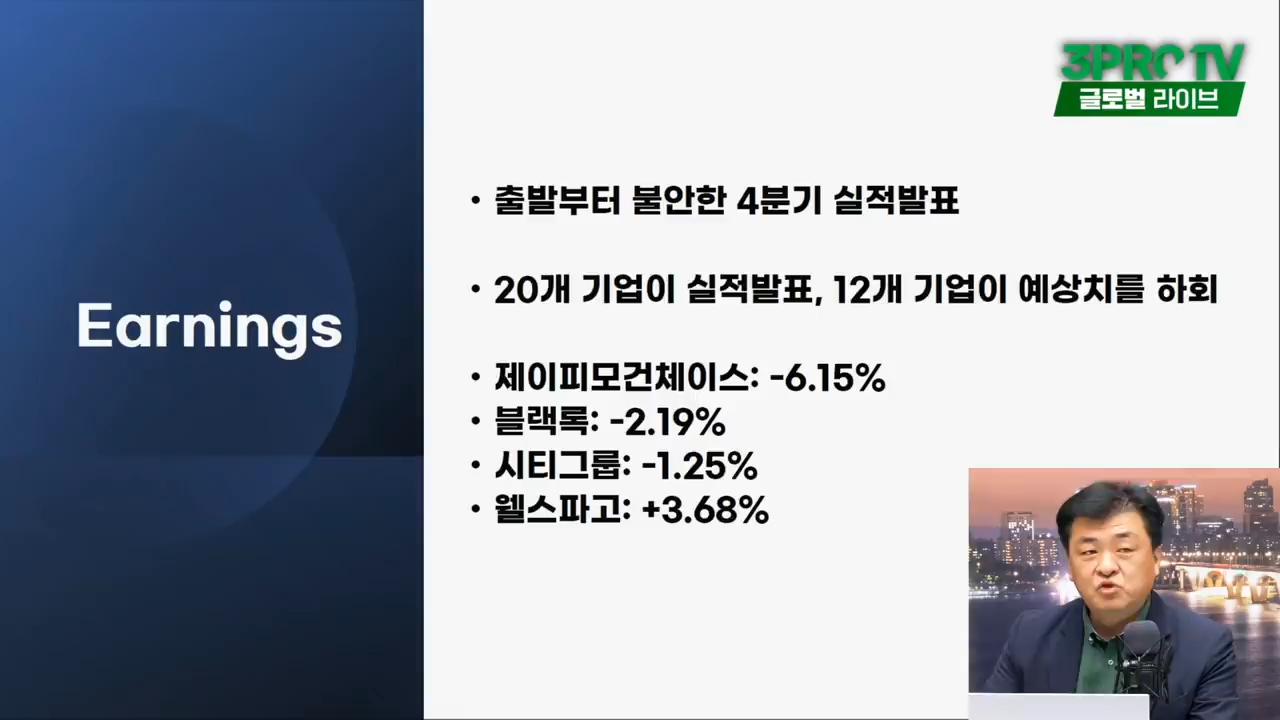 3PRO TV
글로벌 라이브
Earnings
• 출발부터 불안한 4분기 실적발표
• 20개 기업이 실적발표, 12개 기업이 예상치를 하회
• 제이피모건체이스: -6.15%
• 블랙록: -2.19%
• 시티그룹: -1.25%
• 웰스파고: +3.68%